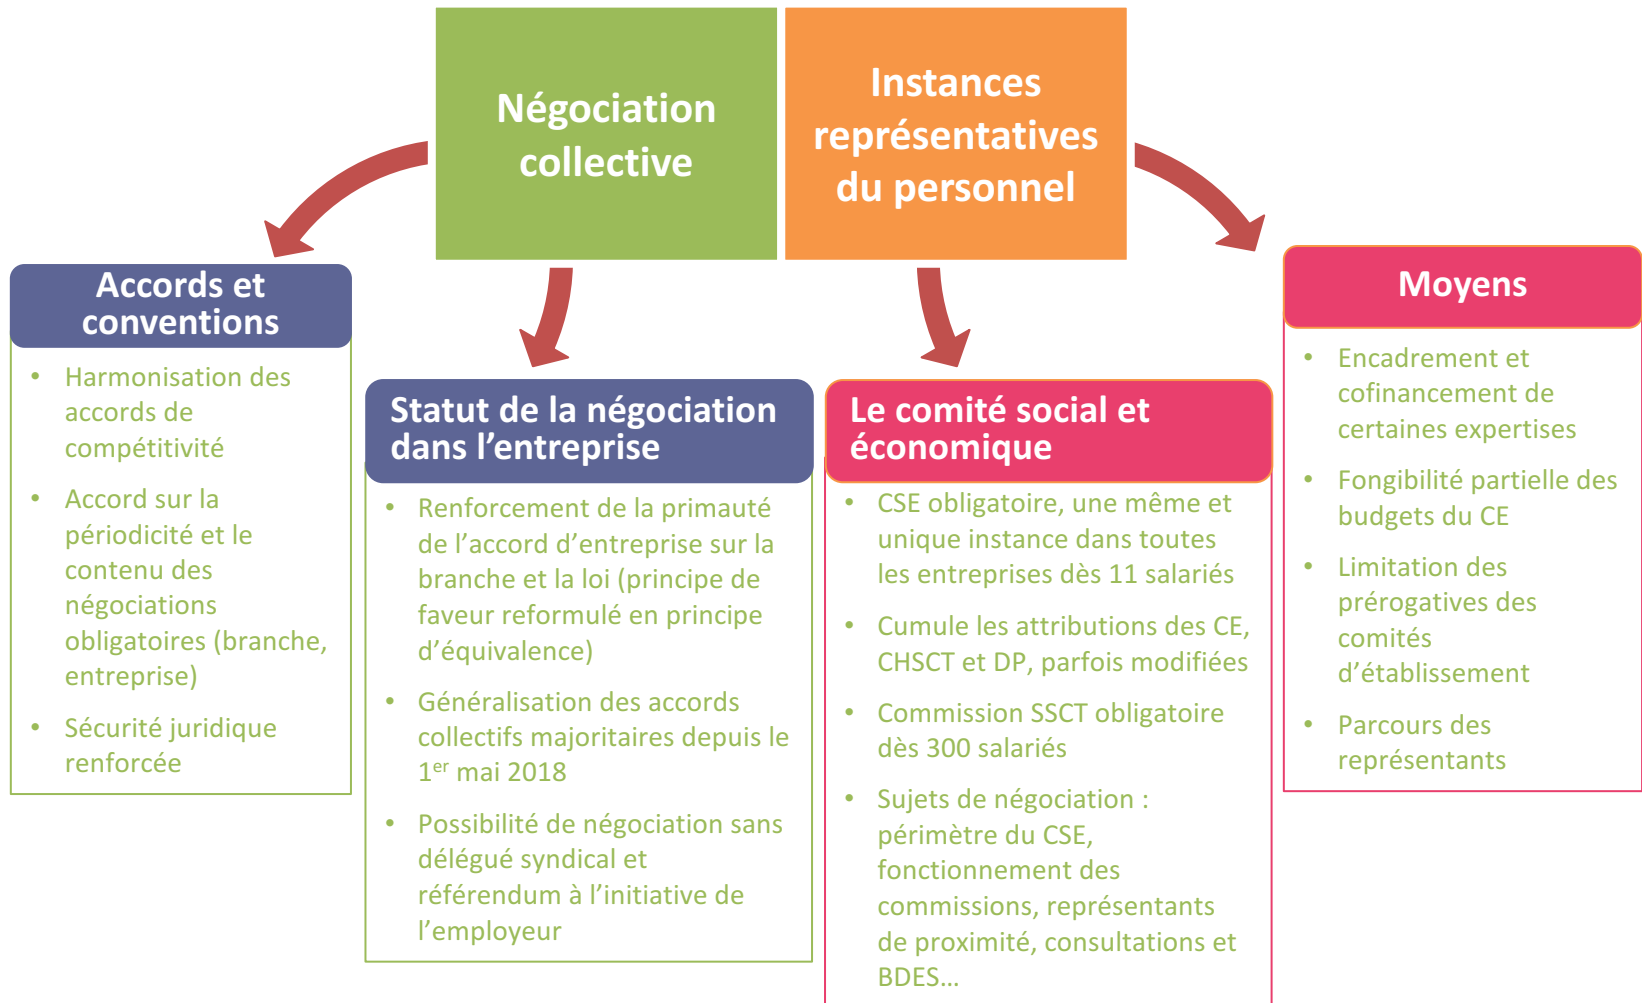 Négociation
collective
Instances
représentatives
du personnel
Accords et
conventions
• Harmonisation des
accords de
compétitivité
• Accord sur la
périodicité et le
contenu des
négociations
obligatoires (branche,
entreprise)
• Sécurité juridique
renforcée
Statut de la négociation
dans l’entreprise
• Renforcement de la primauté
de l’accord d’entreprise sur la
branche et la loi (principe de
faveur reformulé en principe
d’équivalence)
• Généralisation des accords
collectifs majoritaires depuis le
1er mai 2018
• Possibilité de négociation sans
délégué syndical et
référendum à l’initiative de
l’employeur
Le comité social et
économique
• CSE obligatoire, une même et
unique instance dans toutes
les entreprises dès 11 salariés
• Cumule les attributions des CE,
CHSCT et DP, parfois modifiées
• Commission SSCT obligatoire
dès 300 salariés
• Sujets de négociation :
périmètre du CSE,
fonctionnement des
commissions, représentants
de proximité, consultations et
BDES…
Moyens
• Encadrement et
cofinancement de
certaines expertises
• Fongibilité partielle des
budgets du CE
• Limitation des
prérogatives des
comités
d’établissement
• Parcours des
représentants